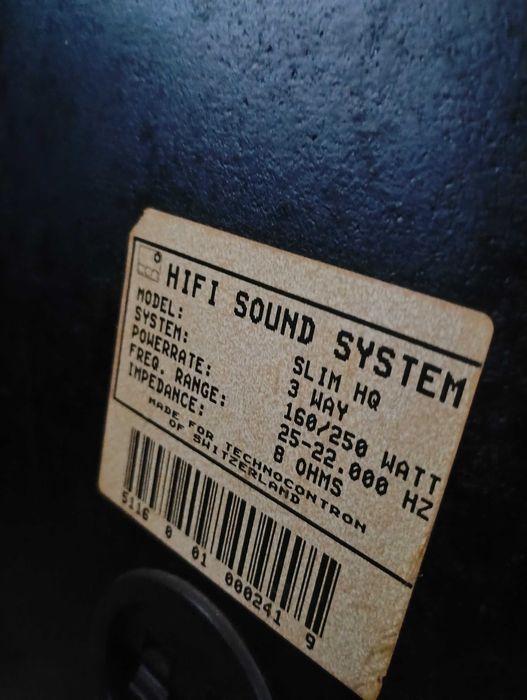 HIFI SOUND SYSTEM
MODEL: SLIM HQ
SYSTEM: 3 WAY
POWERRATE: 160/250 WATT
FREQ. RANGE: 25-22.000 HZ
IMPEDANCE: 8 OHMS
MADE FOR TECHNOCONTRON
OF SWITZERLAND
5116 0 01 000241 9